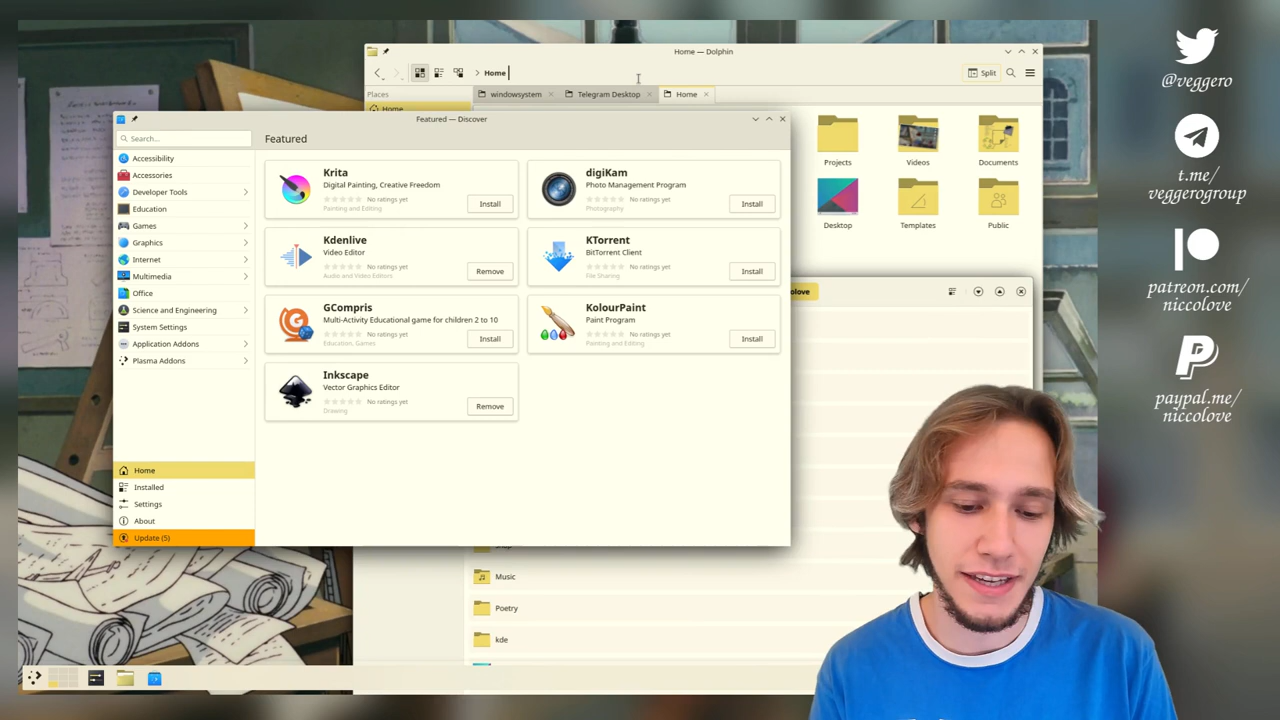 Home — Dolphin
Home
Split
Places
windowsystem
Telegram Desktop
Home
Home
Featured — Discover
Search...
Featured
Accessibility
Accessories
Developer Tools
Education
Games
Graphics
Internet
Multimedia
Office
Science and Engineering
System Settings
Application Addons
Plasma Addons
Home
Installed
Settings
About
Update (5)
Krita
Digital Painting, Creative Freedom
No ratings yet
Painting and Editing
Install
digiKam
Photo Management Program
No ratings yet
Photography
Install
Kdenlive
Video Editor
No ratings yet
Audio and Video Editors
Remove
KTorrent
BitTorrent Client
No ratings yet
File Sharing
Install
GCompris
Multi-Activity Educational game for children 2 to 10
No ratings yet
Education, Games
Install
KolourPaint
Paint Program
No ratings yet
Painting and Editing
Install
Inkscape
Vector Graphics Editor
No ratings yet
Drawing
Remove
Projects
Videos
Documents
Desktop
Templates
Public
olove
Music
Poetry
kde
@veggero
t.me/
veggerogroup
patreon.com/
niccolove
paypal.me/
niccolove